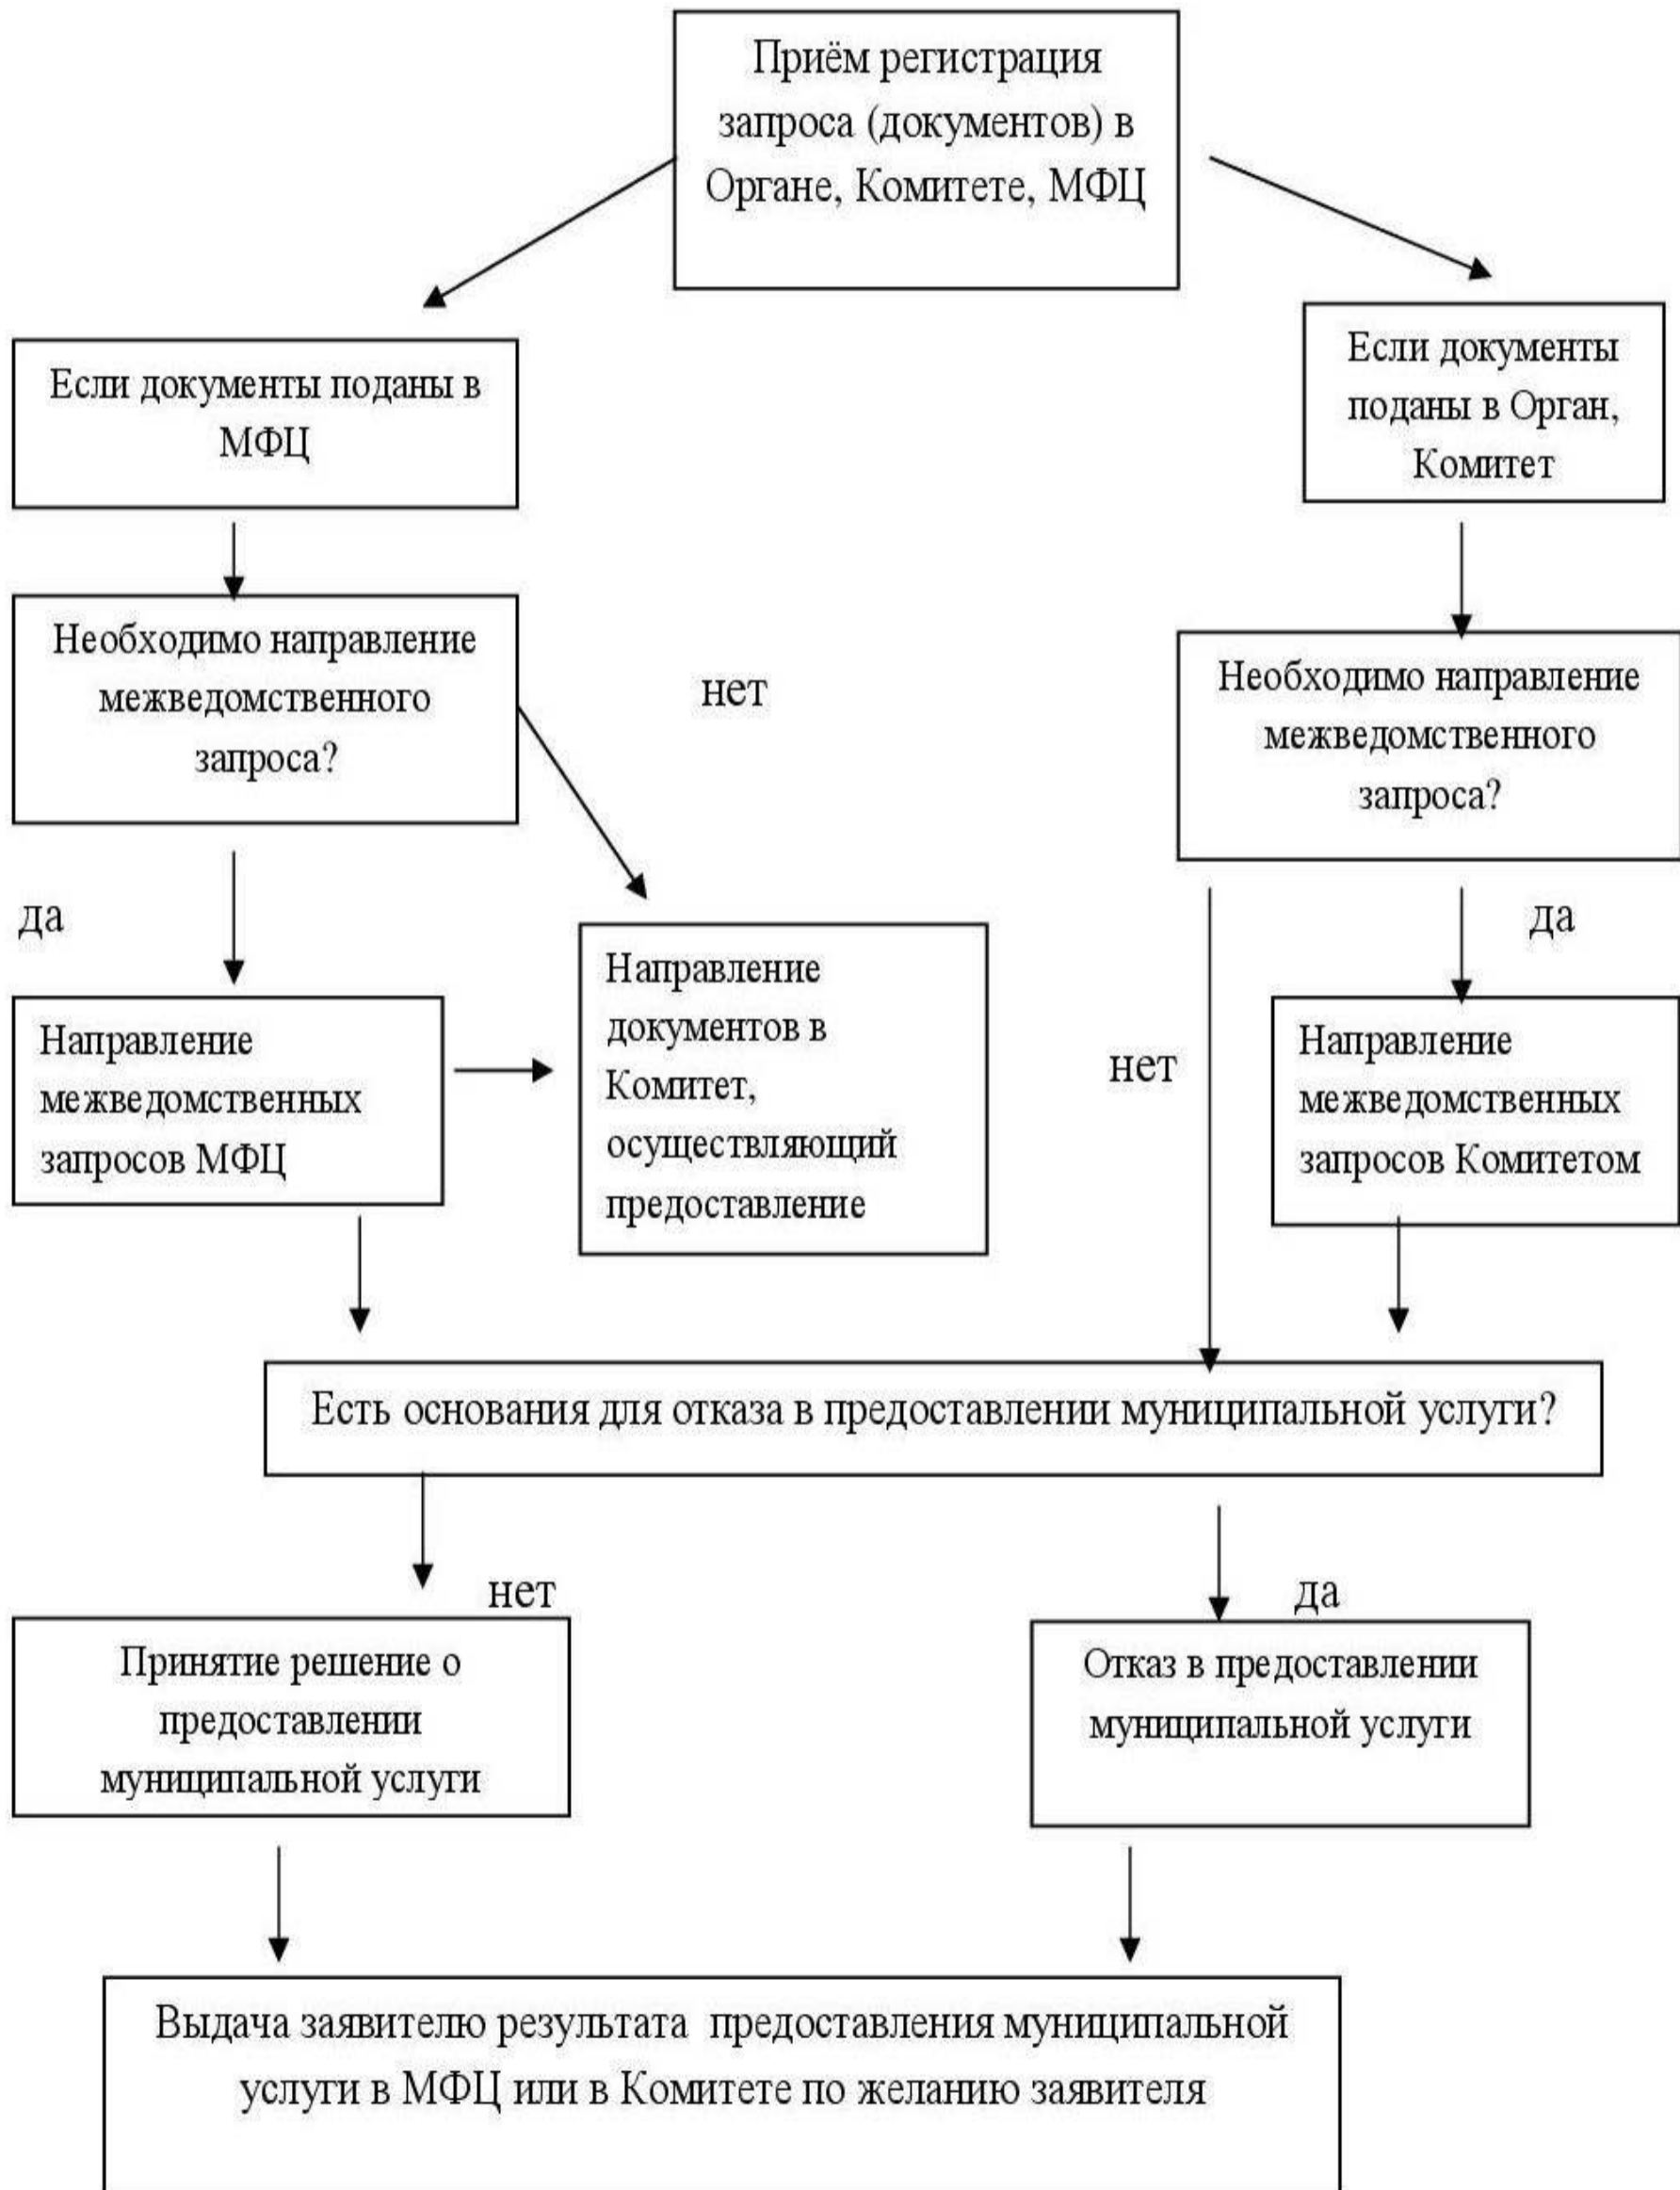 Приём регистрация
запроса (документов) в
Органе, Комитете, МФЦ
Если документы поданы в
МФЦ
Если документы
поданы в Орган,
Комитет
Необходимо направление
межведомственного
запроса?
нет
Необходимо направление
межведомственного
запроса?
да
да
Направление
межведомственных
запросов МФЦ
Направление
документов в
Комитет,
осуществляющий
предоставление
нет
Направление
межведомственных
запросов Комитетом
Есть основания для отказа в предоставлении муниципальной услуги?
нет
да
Принятие решение о
предоставлении
муниципальной услуги
Отказ в предоставлении
муниципальной услуги
Выдача заявителю результата предоставления муниципальной
услуги в МФЦ или в Комитете по желанию заявителя